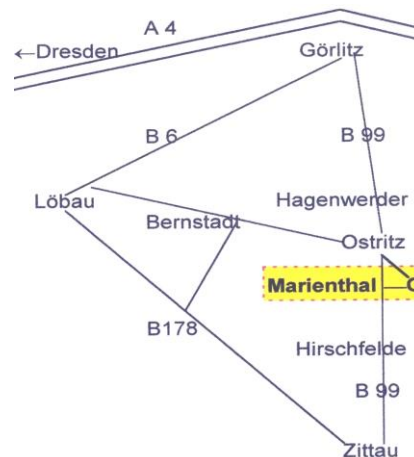 A 4
←Dresden
Görlitz
B 6
B 99
Löbau
Hagenwerder
Bernstadt
Ostritz
Marienthal
B178
Hirschfelde
B 99
Zittau